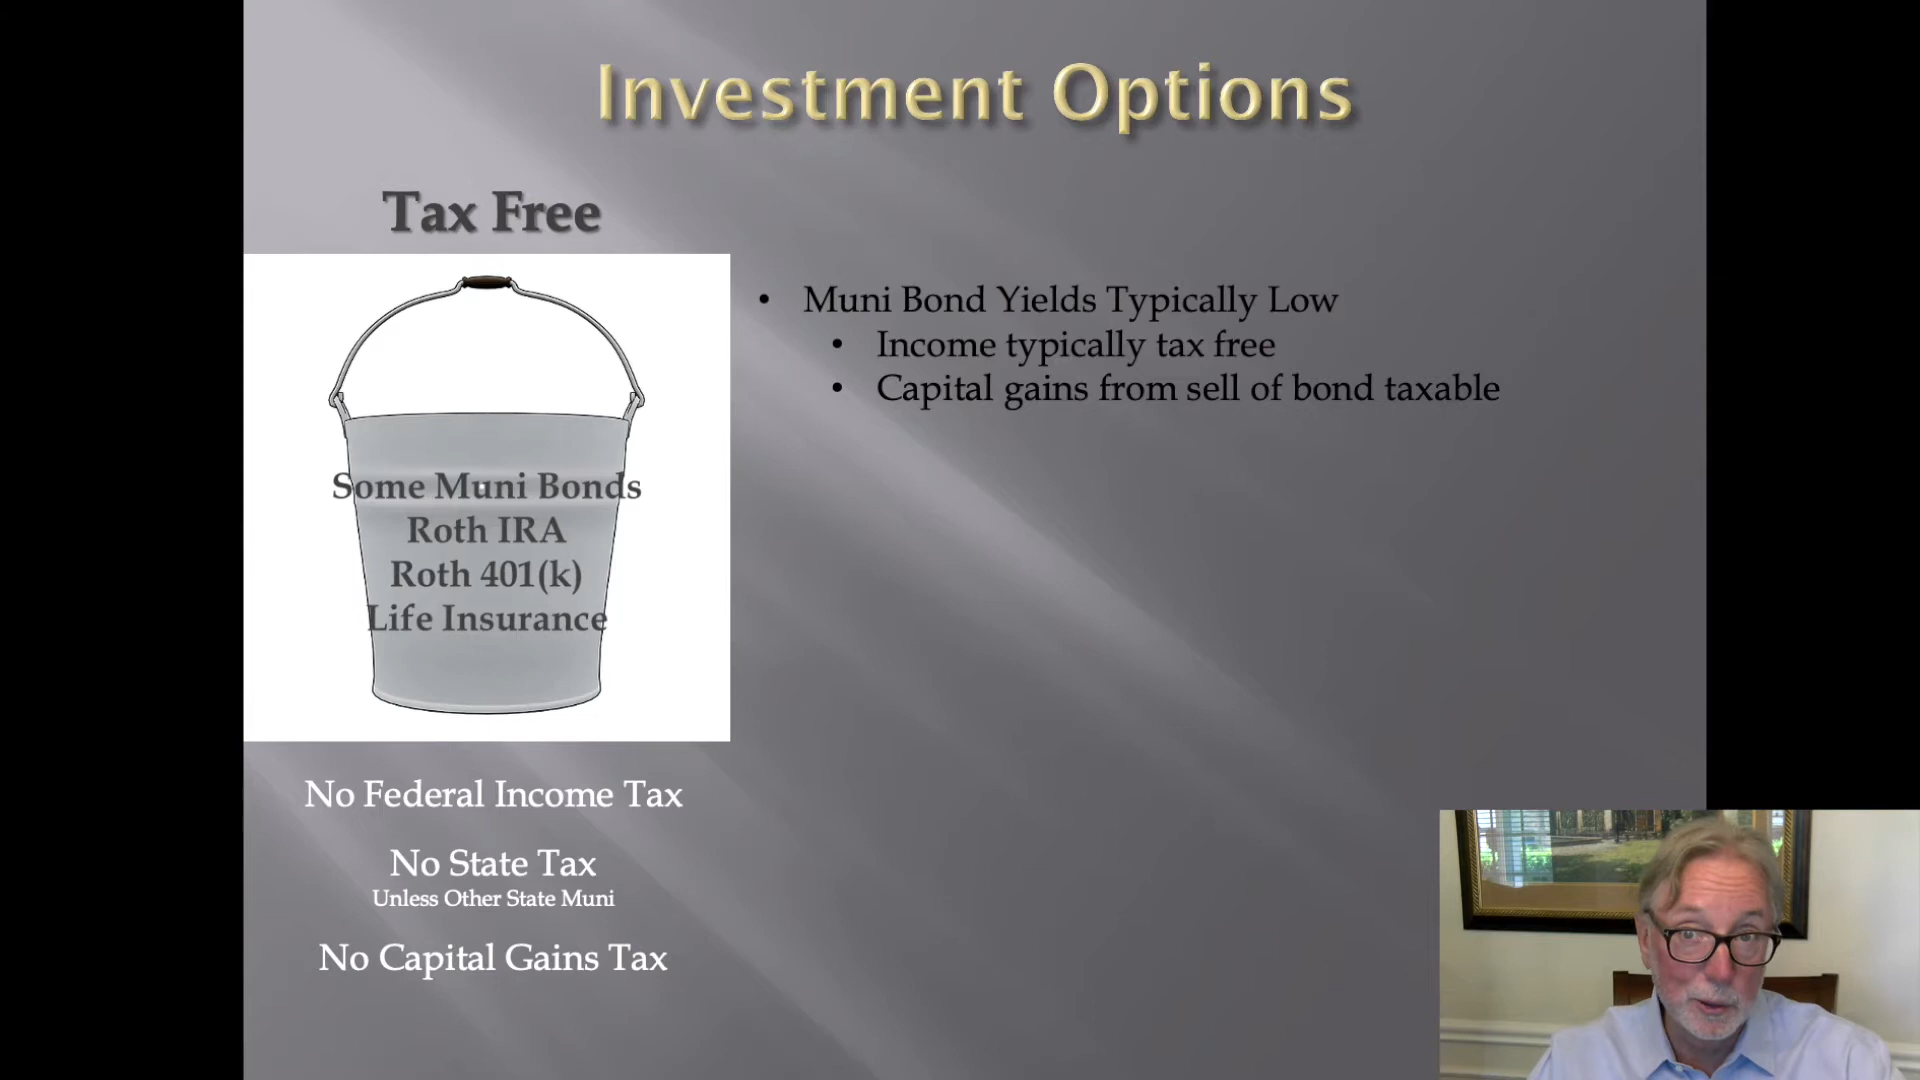 Investment Options
Tax Free
Some Muni Bonds
Roth IRA
Roth 401(k)
Life Insurance
No Federal Income Tax
No State Tax
Unless Other State Muni
No Capital Gains Tax
• Muni Bond Yields Typically Low
• Income typically tax free
• Capital gains from sell of bond taxable